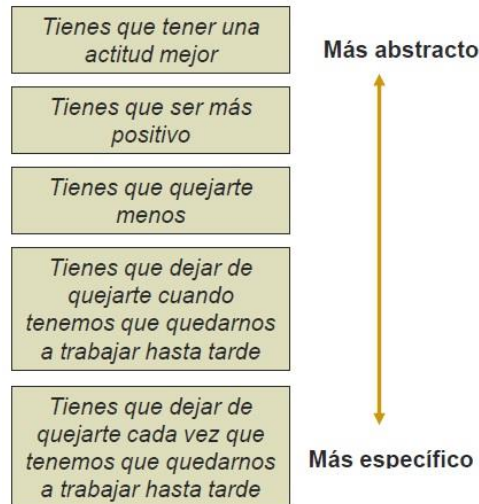 Tienes que tener una
actitud mejor
Más abstracto
Tienes que ser más
positivo
Tienes que quejarte
menos
Tienes que dejar de
quejarte cuando
tenemos que quedarnos
a trabajar hasta tarde
Tienes que dejar de
quejarte cada vez que
tenemos que quedarnos
a trabajar hasta tarde
Más específico